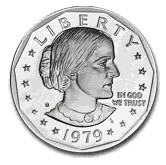 LIBERTY
IN GOD
WE TRUST
1979